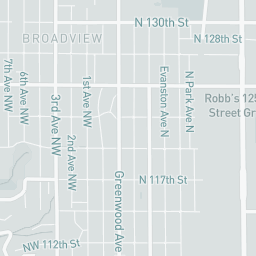 N 130th St
BROADVIEW
N 128th St
7th Ave NW
6th Ave NW
3rd Ave NW
2nd Ave NW
1st Ave NW
Greenwood Ave
Evanston Ave N
N Park Ave N
Robb's 125
Street Gr
N 117th St
NW 112th St